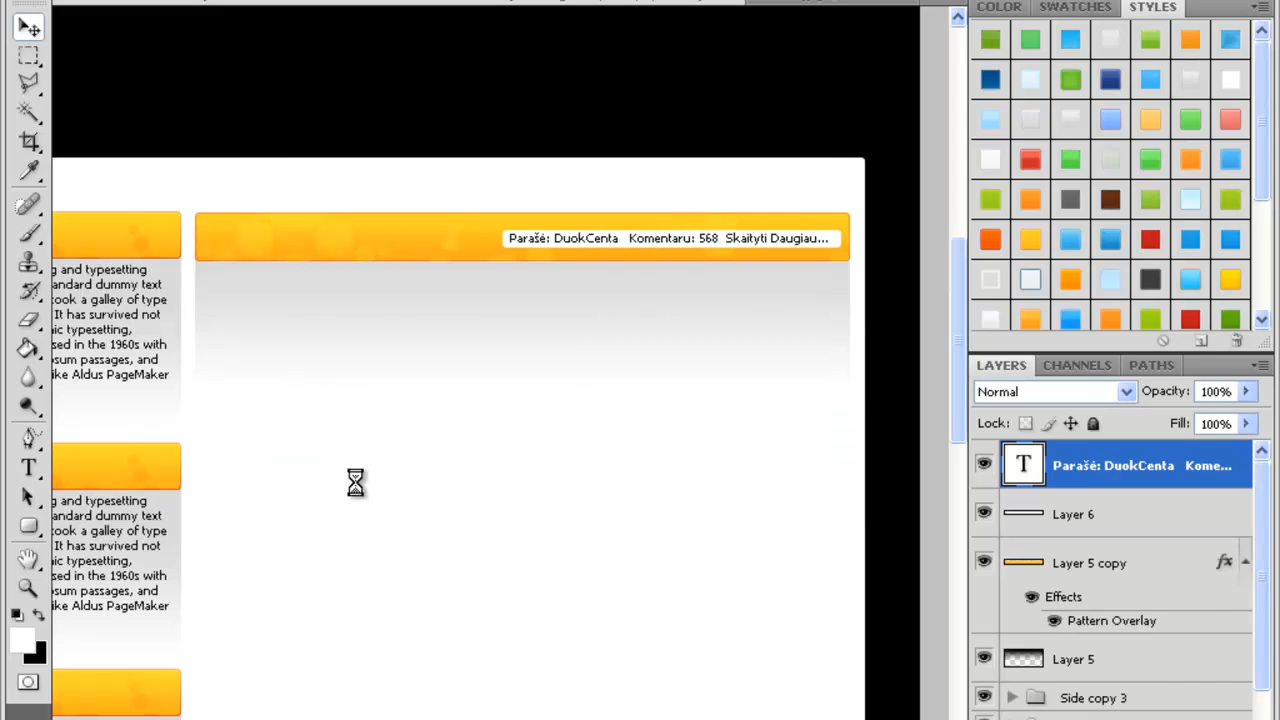 COLOR SWATCHES STYLES
Parašė: DuokCenta Komentaru: 568 Skaityti Daugiau...
g and typesetting
andard dummy text
took a galley of type
It has survived not
ic typesetting,
sed in the 1960s with
psum passages, and
ike Aldus PageMaker
LAYERS CHANNELS PATHS
Normal Opacity: 100%
Lock: Fill: 100%
T Parašė: DuokCenta Kome...
Layer 6
Layer 5 copy fx
Effects
Pattern Overlay
Layer 5
Side copy 3
g and typesetting
andard dummy text
took a galley of type
It has survived not
ic typesetting,
sed in the 1960s with
psum passages, and
ike Aldus PageMaker
T